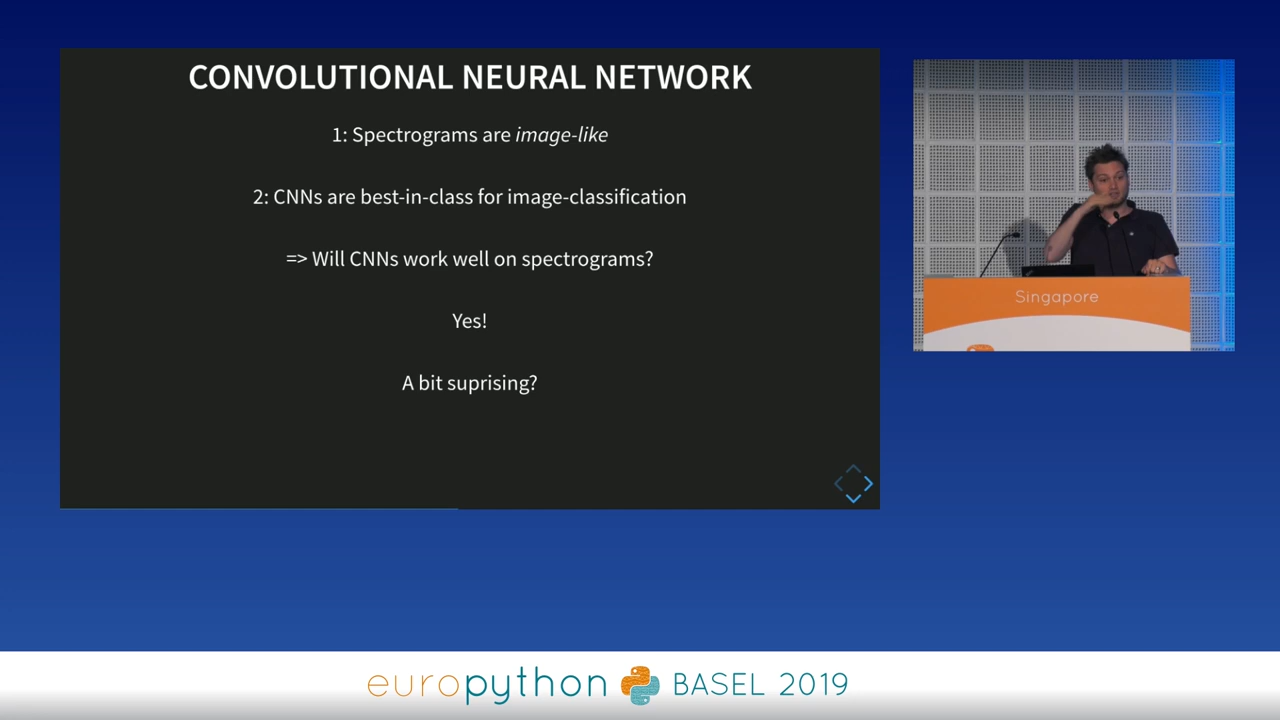 CONVOLUTIONAL NEURAL NETWORK
1: Spectrograms are image-like
2: CNNs are best-in-class for image-classification
=> Will CNNs work well on spectrograms?
Yes!
A bit suprising?
Singapore
europython BASEL 2019